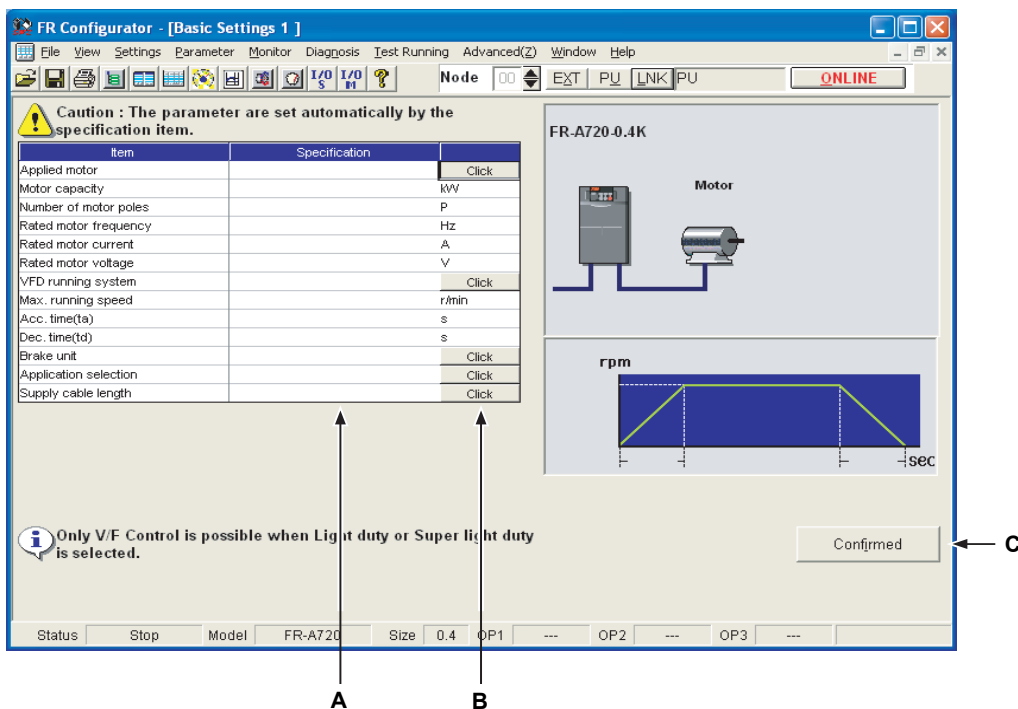 FR Configurator - [Basic Settings 1 ]
File View Settings Parameter Monitor Diagnosis Test Running Advanced(Z) Window Help
I/O S I/O M ? Node 00 EXT PU LNK PU ONLINE
Caution : The parameter are set automatically by the
specification item.
Item Specification
Applied motor Click
Motor capacity kW
Number of motor poles P
Rated motor frequency Hz
Rated motor current A
Rated motor voltage V
VFD running system Click
Max. running speed r/min
Acc. time(ta) s
Dec. time(td) s
Brake unit Click
Application selection Click
Supply cable length Click
FR-A720-0.4K
Motor
rpm
sec
Only V/F Control is possible when Light duty or Super light duty
is selected.
Confirmed
C
Status Stop Model FR-A720 Size 0.4 OP1 --- OP2 --- OP3 ---
A B